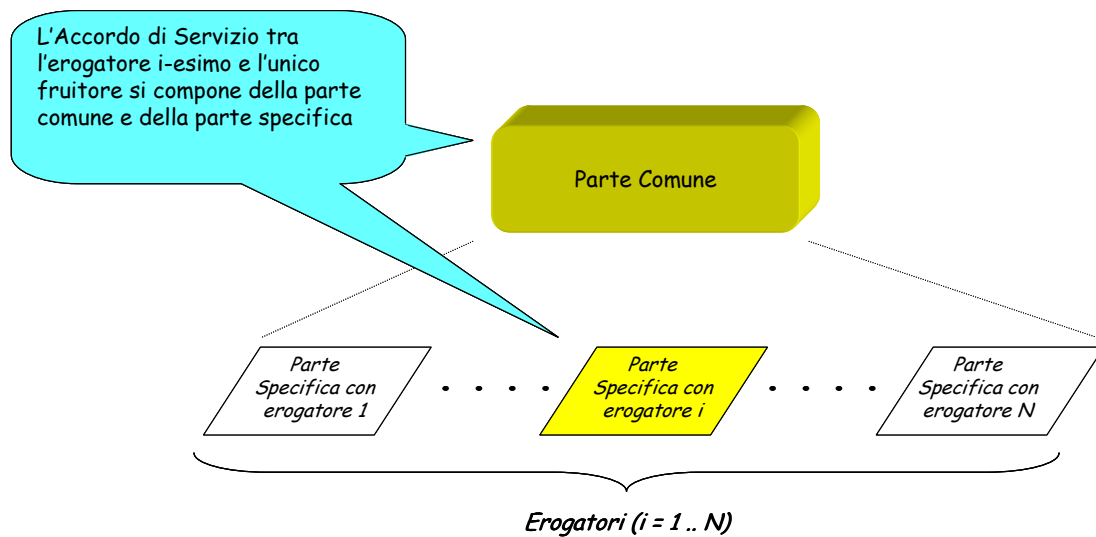 L'Accordo di Servizio tra
l'erogatore i-esimo e l'unico
fruitore si compone della parte
comune e della parte specifica
Parte Comune
Parte
Specifica con
erogatore 1
Parte
Specifica con
erogatore i
Parte
Specifica con
erogatore N
Erogatori (i = 1 .. N)